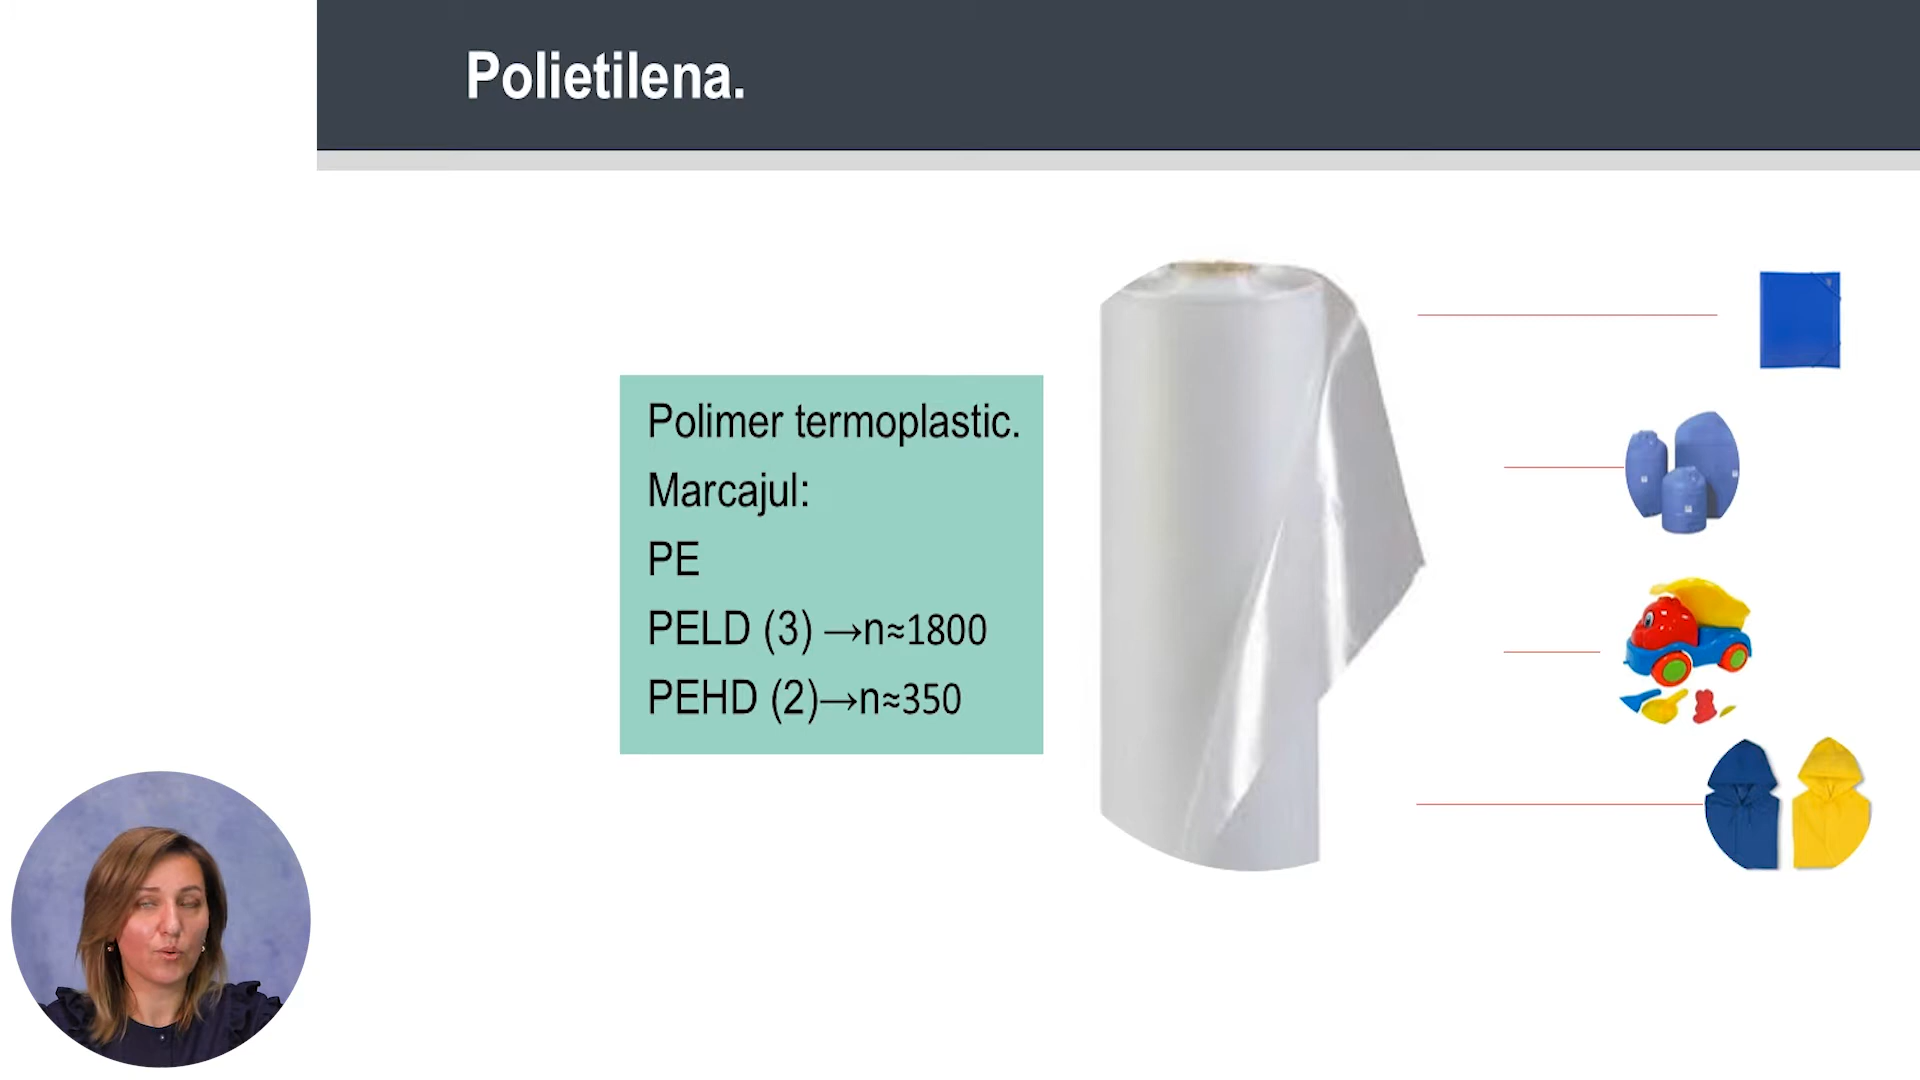 Polietilena.
Polimer termoplastic.
Marcajul:
PE
PELD (3) →n≈1800
PEHD (2)→n≈350